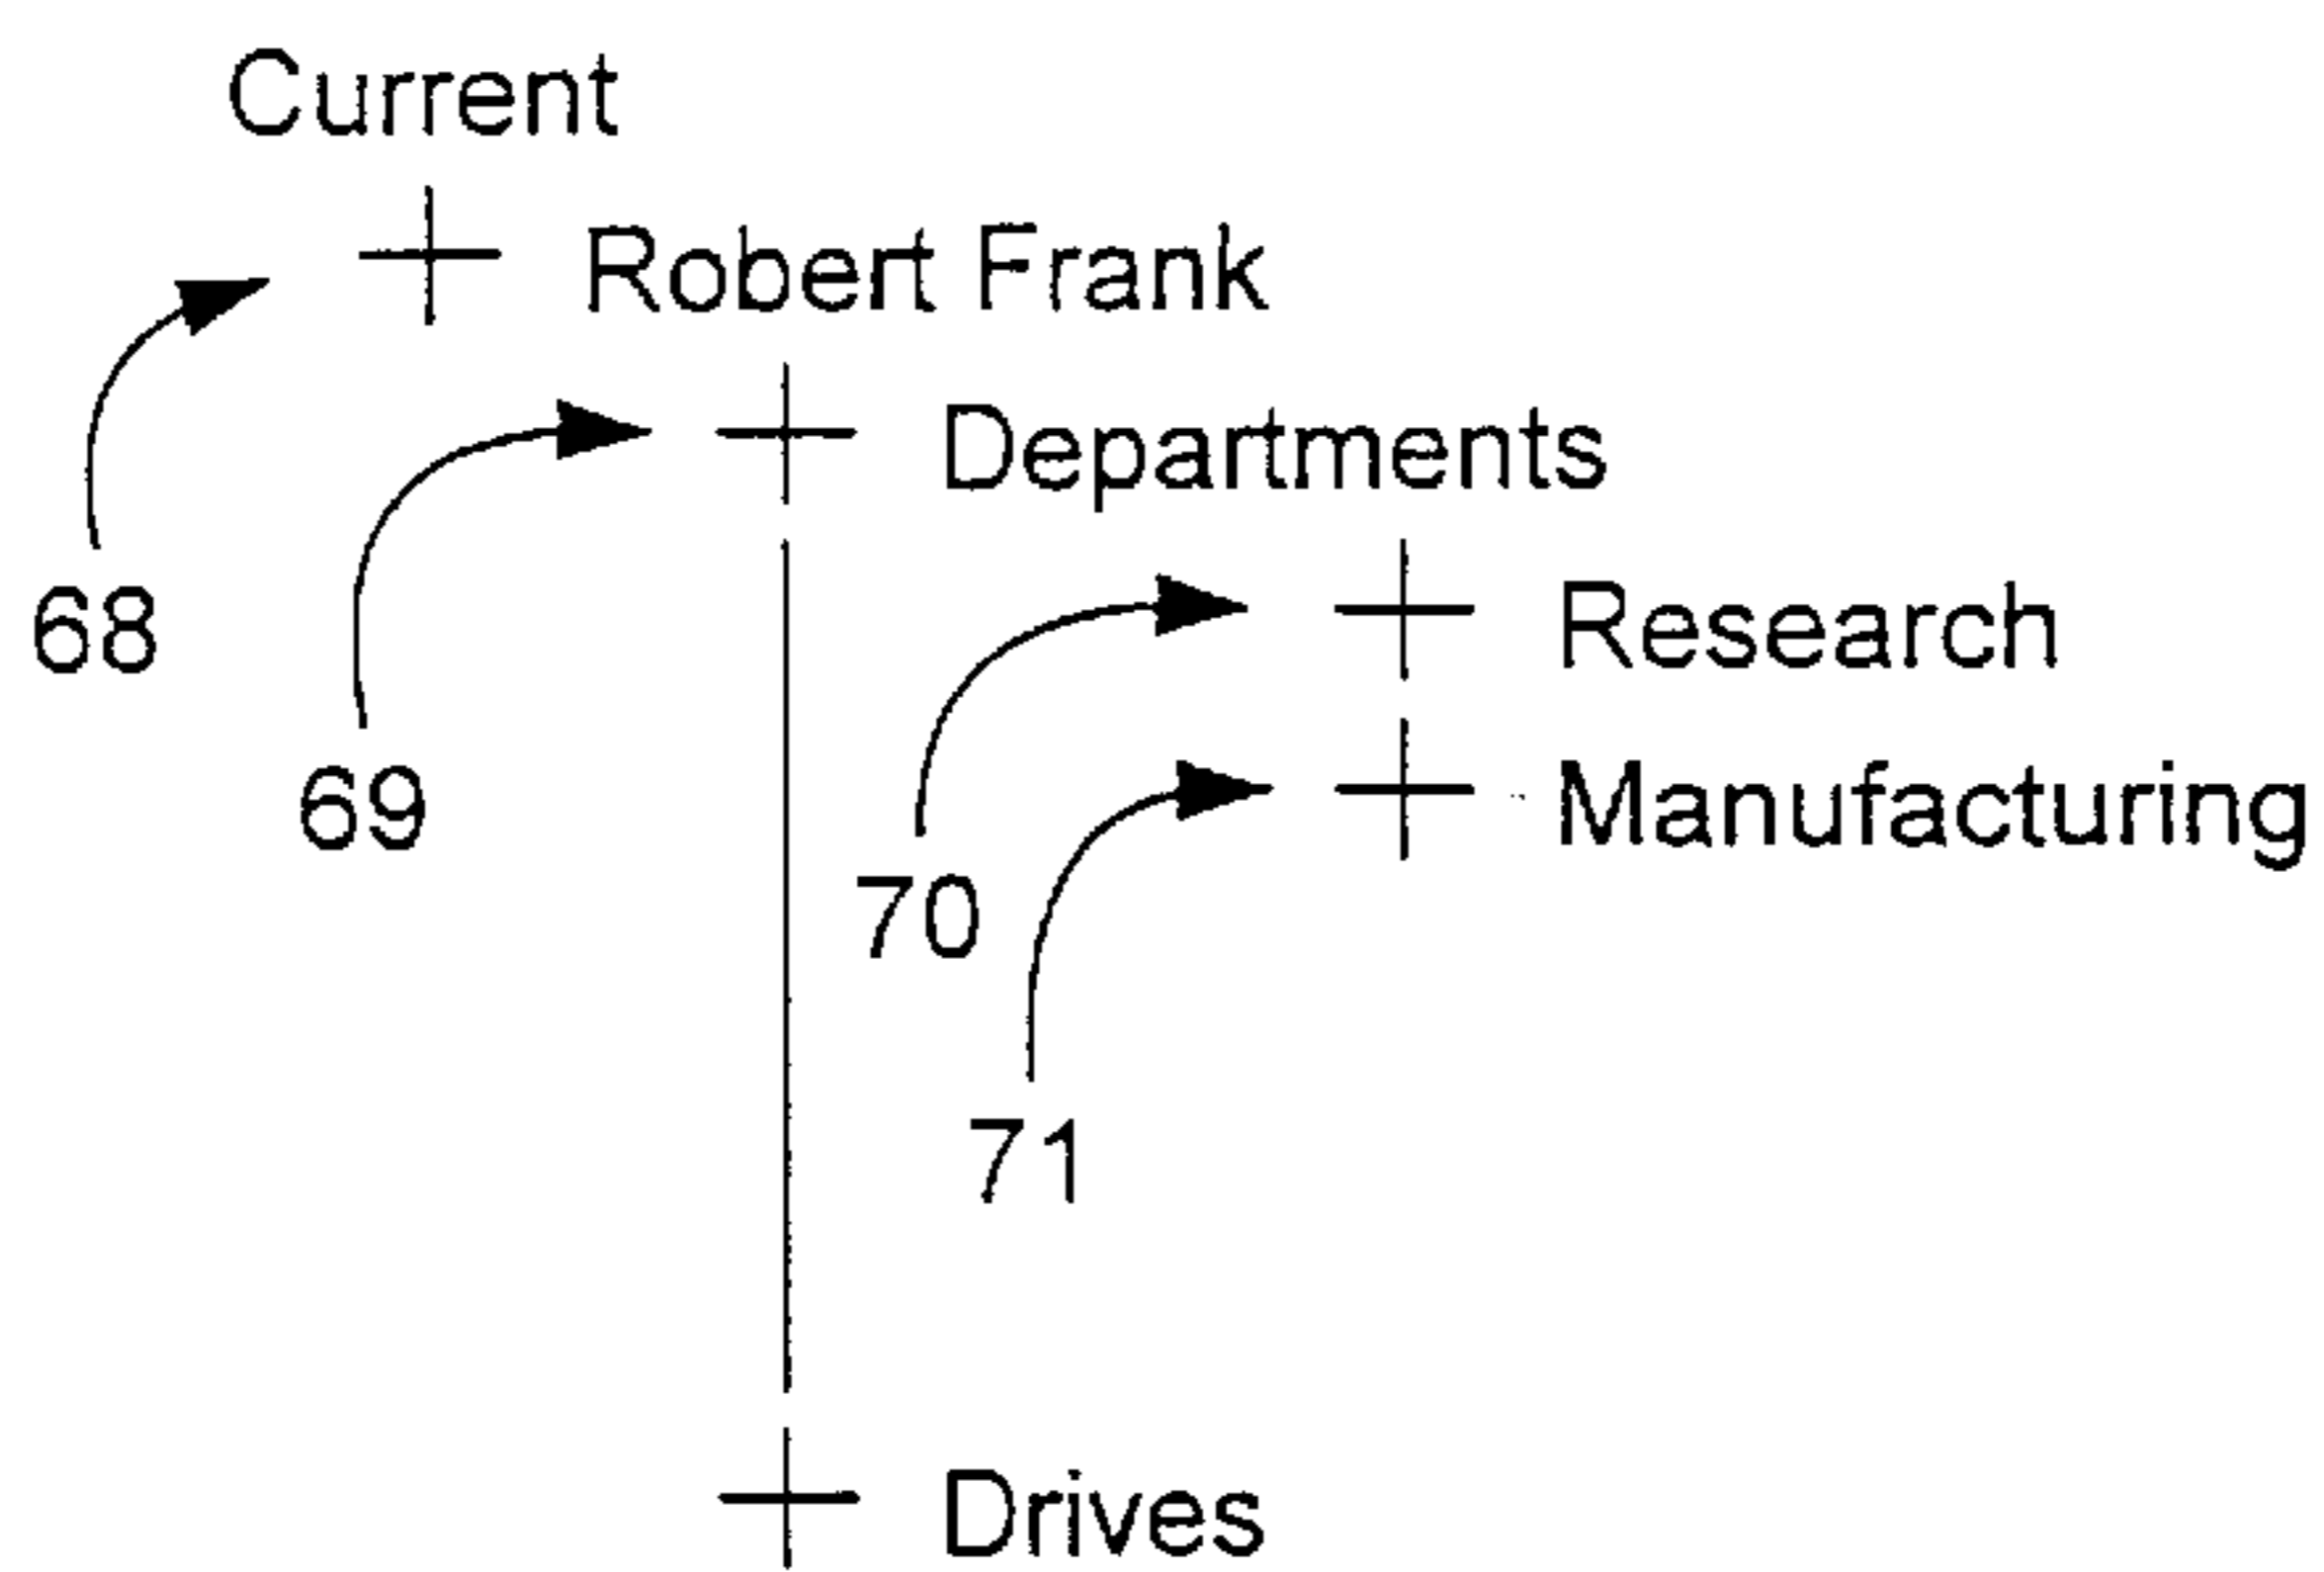 Current
Robert Frank
Departments
68
Research
69
Manufacturing
70
71
Drives